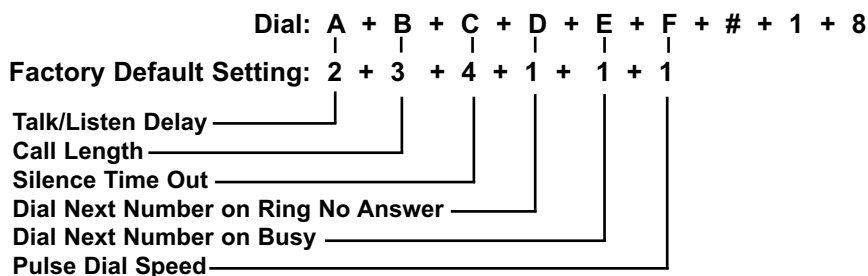 Dial: A + B + C + D + E + F + # + 1 + 8
Factory Default Setting: 2 + 3 + 4 + 1 + 1 + 1
Talk/Listen Delay
Call Length
Silence Time Out
Dial Next Number on Ring No Answer
Dial Next Number on Busy
Pulse Dial Speed